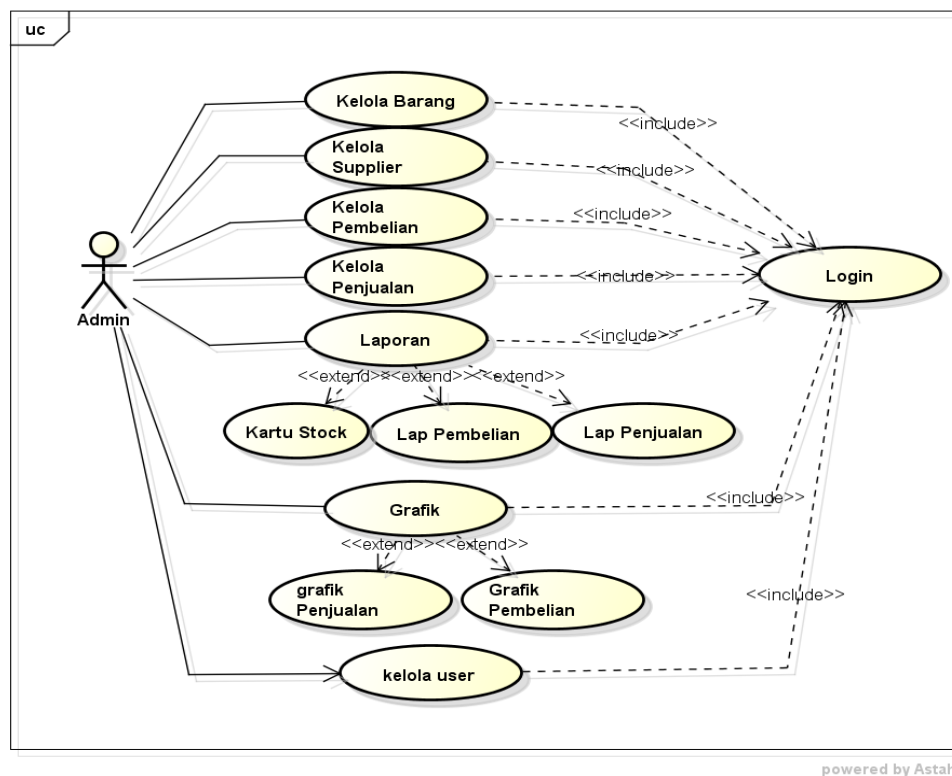 uc
Kelola Barang
<<include>>
Kelola
Supplier
<<include>>
Kelola
Pembelian
<<include>>
Kelola
Penjualan
<<include>>
Login
Admin
Laporan
<<include>>
<<extend>>
<<extend>>
<<extend>>
Kartu Stock
Lap Pembelian
Lap Penjualan
Grafik
<<include>>
<<extend>>
<<extend>>
grafik
Penjualan
Grafik
Pembelian
<<include>>
kelola user
powered by Astah